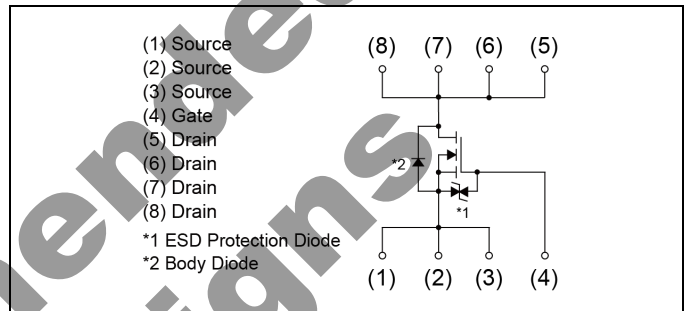 (1) Source
(2) Source
(3) Source
(4) Gate
(5) Drain
(6) Drain
(7) Drain
(8) Drain
*1 ESD Protection Diode
*2 Body Diode
(8) (7) (6) (5)
*2
*1
(1) (2) (3) (4)